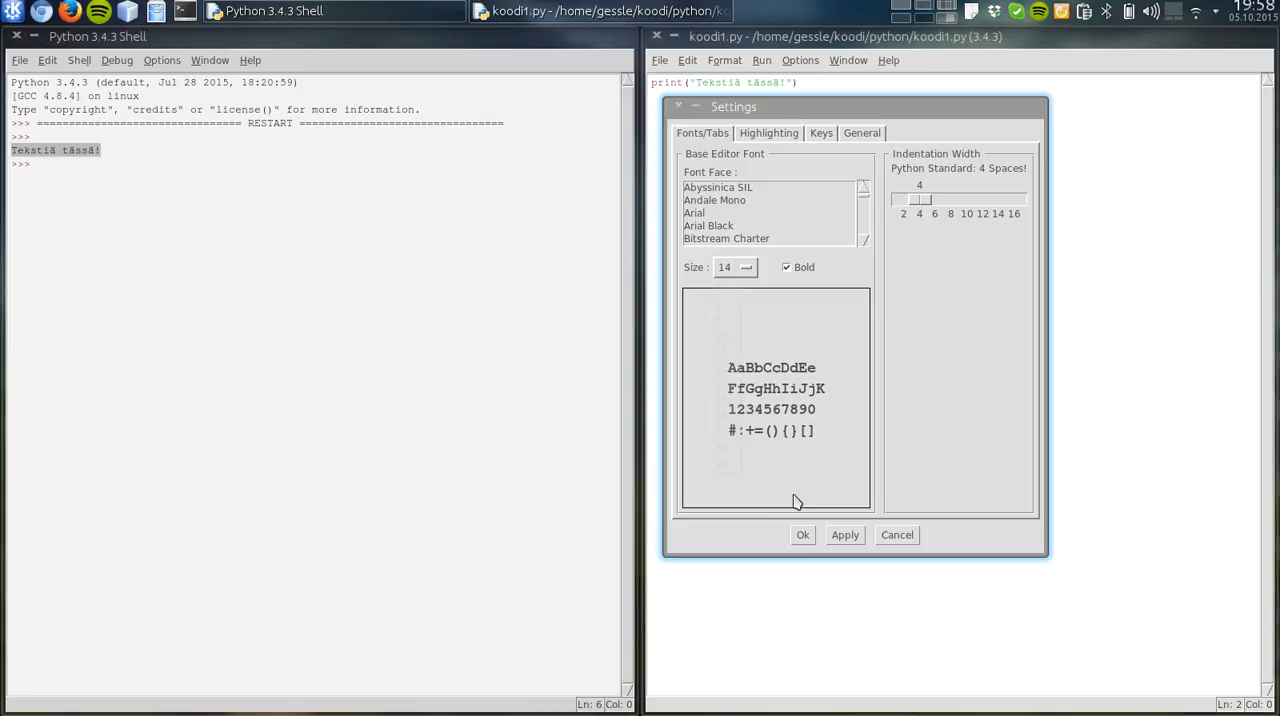 Python 3.4.3 Shell
koodi1.py - /home/gessle/koodi/python/ko
19:58
05.10.2015
Python 3.4.3 Shell
File Edit Shell Debug Options Window Help
Python 3.4.3 (default, Jul 28 2015, 18:20:59)
[GCC 4.8.4] on linux
Type "copyright", "credits" or "license()" for more information.
>>> ================================ RESTART ================================
>>>
Tekstiä tässä!
>>>
Ln: 6 Col: 0
koodi1.py - /home/gessle/koodi/python/koodi1.py (3.4.3)
File Edit Format Run Options Window Help
print("Tekstiä tässä!")
Settings
Fonts/Tabs Highlighting Keys General
Base Editor Font
Font Face :
Abyssinica SIL
Andale Mono
Arial
Arial Black
Bitstream Charter
Size : 14 Bold
AaBbCcDdEe
FfGgHhIiJjK
1234567890
#:+=(){}[]
Indentation Width
Python Standard: 4 Spaces!
4
2 4 6 8 10 12 14 16
Ok Apply Cancel
Ln: 2 Col: 0